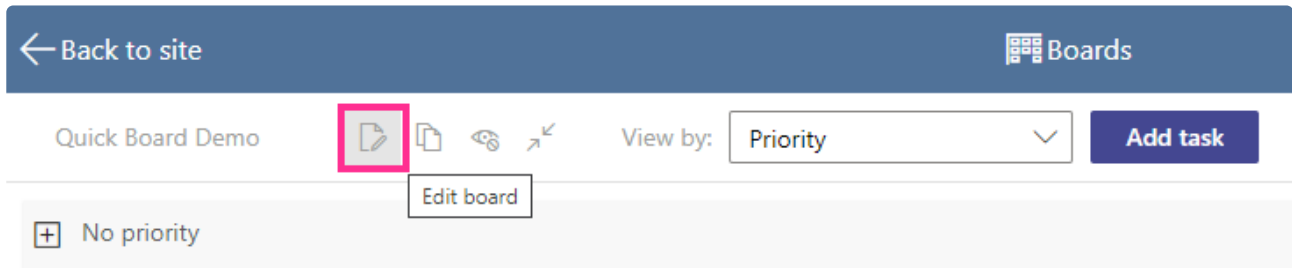 Back to site
Boards
Quick Board Demo
View by:
Priority
Add task
Edit board
No priority